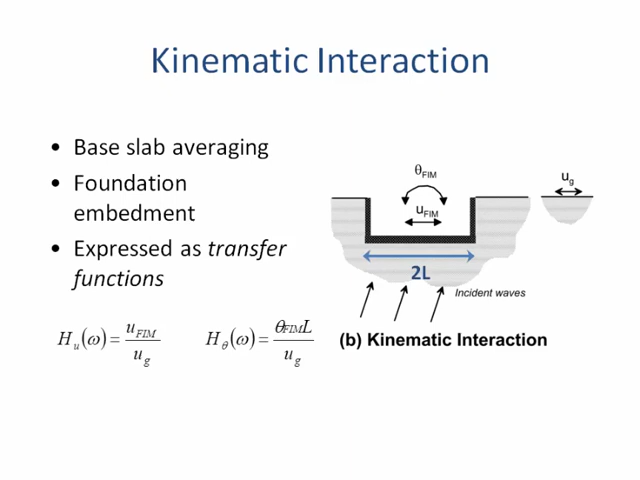 Kinematic Interaction
• Base slab averaging
• Foundation
embedment
• Expressed as transfer
functions
H_u(ω) = u_FIM / u_g
H_θ(ω) = θ_FIM L / u_g
θ_FIM
u_FIM
u_g
2L
Incident waves
(b) Kinematic Interaction